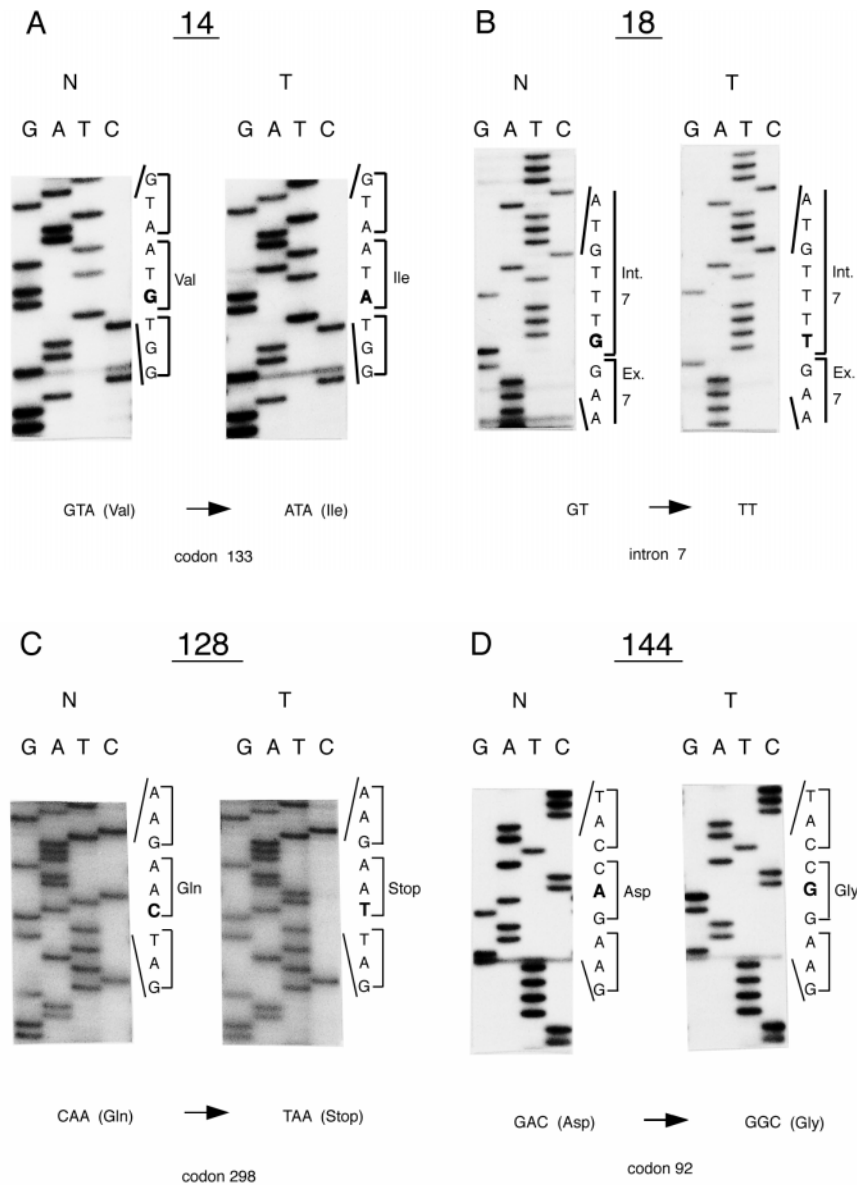 A 14
N T
G A T C G A T C
G
T
A
A
T Val
G
T
G
G
G
T
A
A
T Ile
A
T
G
G
GTA (Val) ATA (Ile)
codon 133
B 18
N T
G A T C G A T C
A
T
G
T Int.
T 7
T
G
G Ex.
A 7
A
A
T
G
T Int.
T 7
T
T
G Ex.
A 7
A
GT TT
intron 7
C 128
N T
G A T C G A T C
A
A
G
A
A Gln
C
T
A
G
A
A
G
A
A Stop
T
T
A
G
CAA (Gln) TAA (Stop)
codon 298
D 144
N T
G A T C G A T C
T
A
C
C
A Asp
G
A
A
G
T
A
C
C
G Gly
G
A
A
G
GAC (Asp) GGC (Gly)
codon 92